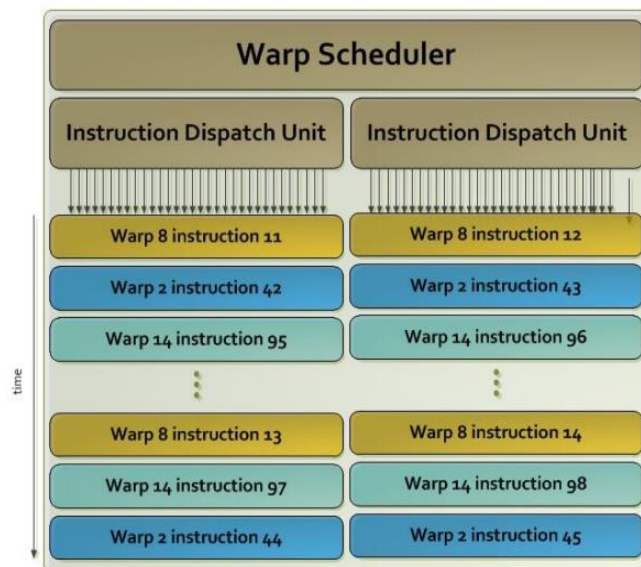 Warp Scheduler
Instruction Dispatch Unit Instruction Dispatch Unit
Warp 8 instruction 11 Warp 8 instruction 12
Warp 2 instruction 42 Warp 2 instruction 43
Warp 14 instruction 95 Warp 14 instruction 96
Warp 8 instruction 13 Warp 8 instruction 14
Warp 14 instruction 97 Warp 14 instruction 98
Warp 2 instruction 44 Warp 2 instruction 45
time